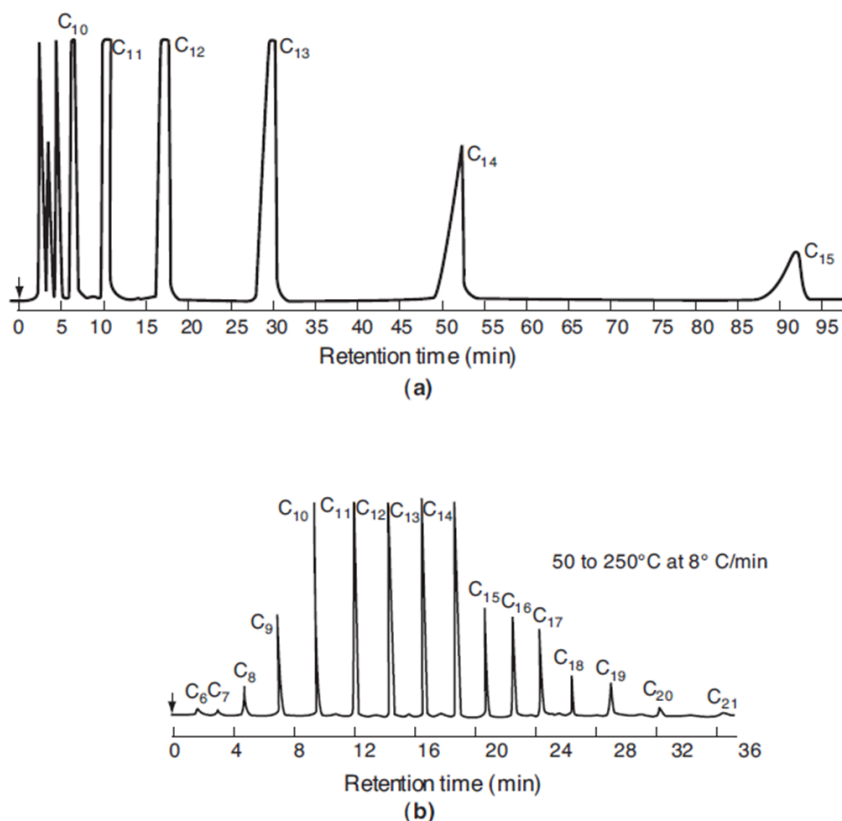 C10
C11 C12 C13
C14
C15
0 5 10 15 20 25 30 35 40 45 50 55 60 65 70 75 80 85 90 95
Retention time (min)
(a)
C10 C11 C12 C13 C14
50 to 250°C at 8° C/min
C15 C16 C17
C9
C8 C18 C19
C6 C7 C20 C21
0 4 8 12 16 20 24 28 32 36
Retention time (min)
(b)